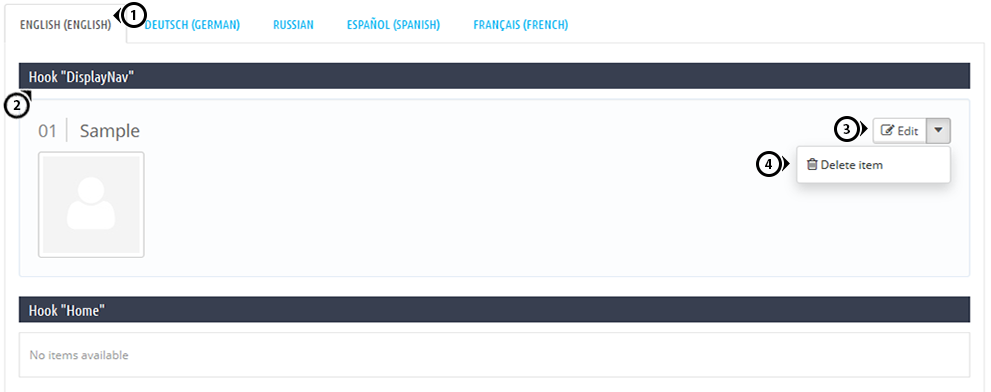 ENGLISH (ENGLISH) 1 DEUTSCH (GERMAN) RUSSIAN ESPAÑOL (SPANISH) FRANÇAIS (FRENCH)
Hook "DisplayNav"
2
01 Sample 3 Edit
4 Delete item
Hook "Home"
No items available